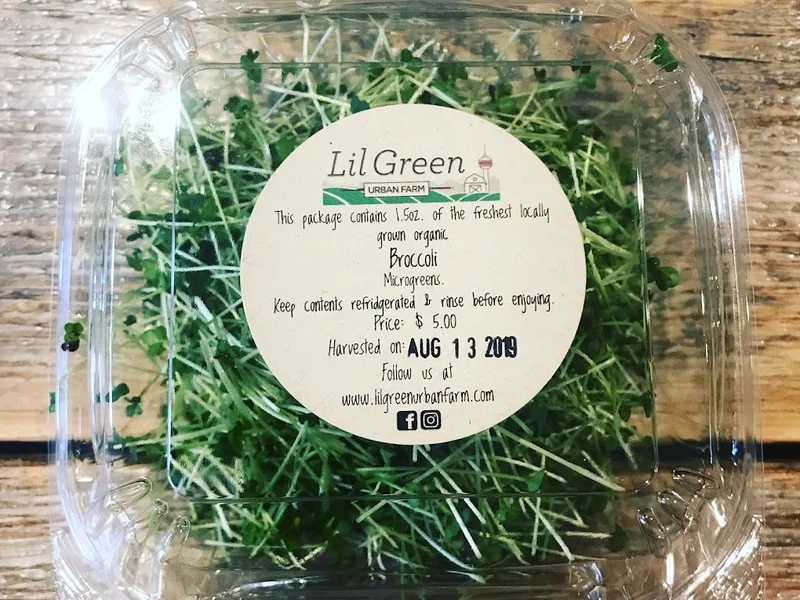 Lil Green
URBAN FARM
This package contains 1.5oz. of the freshest locally
grown organic
Broccoli
Microgreens.
Keep contents refridgerated & rinse before enjoying.
Price: $ 5.00
Harvested on: AUG 13 2019
Follow us at
www.lilgreenurbanfarm.com